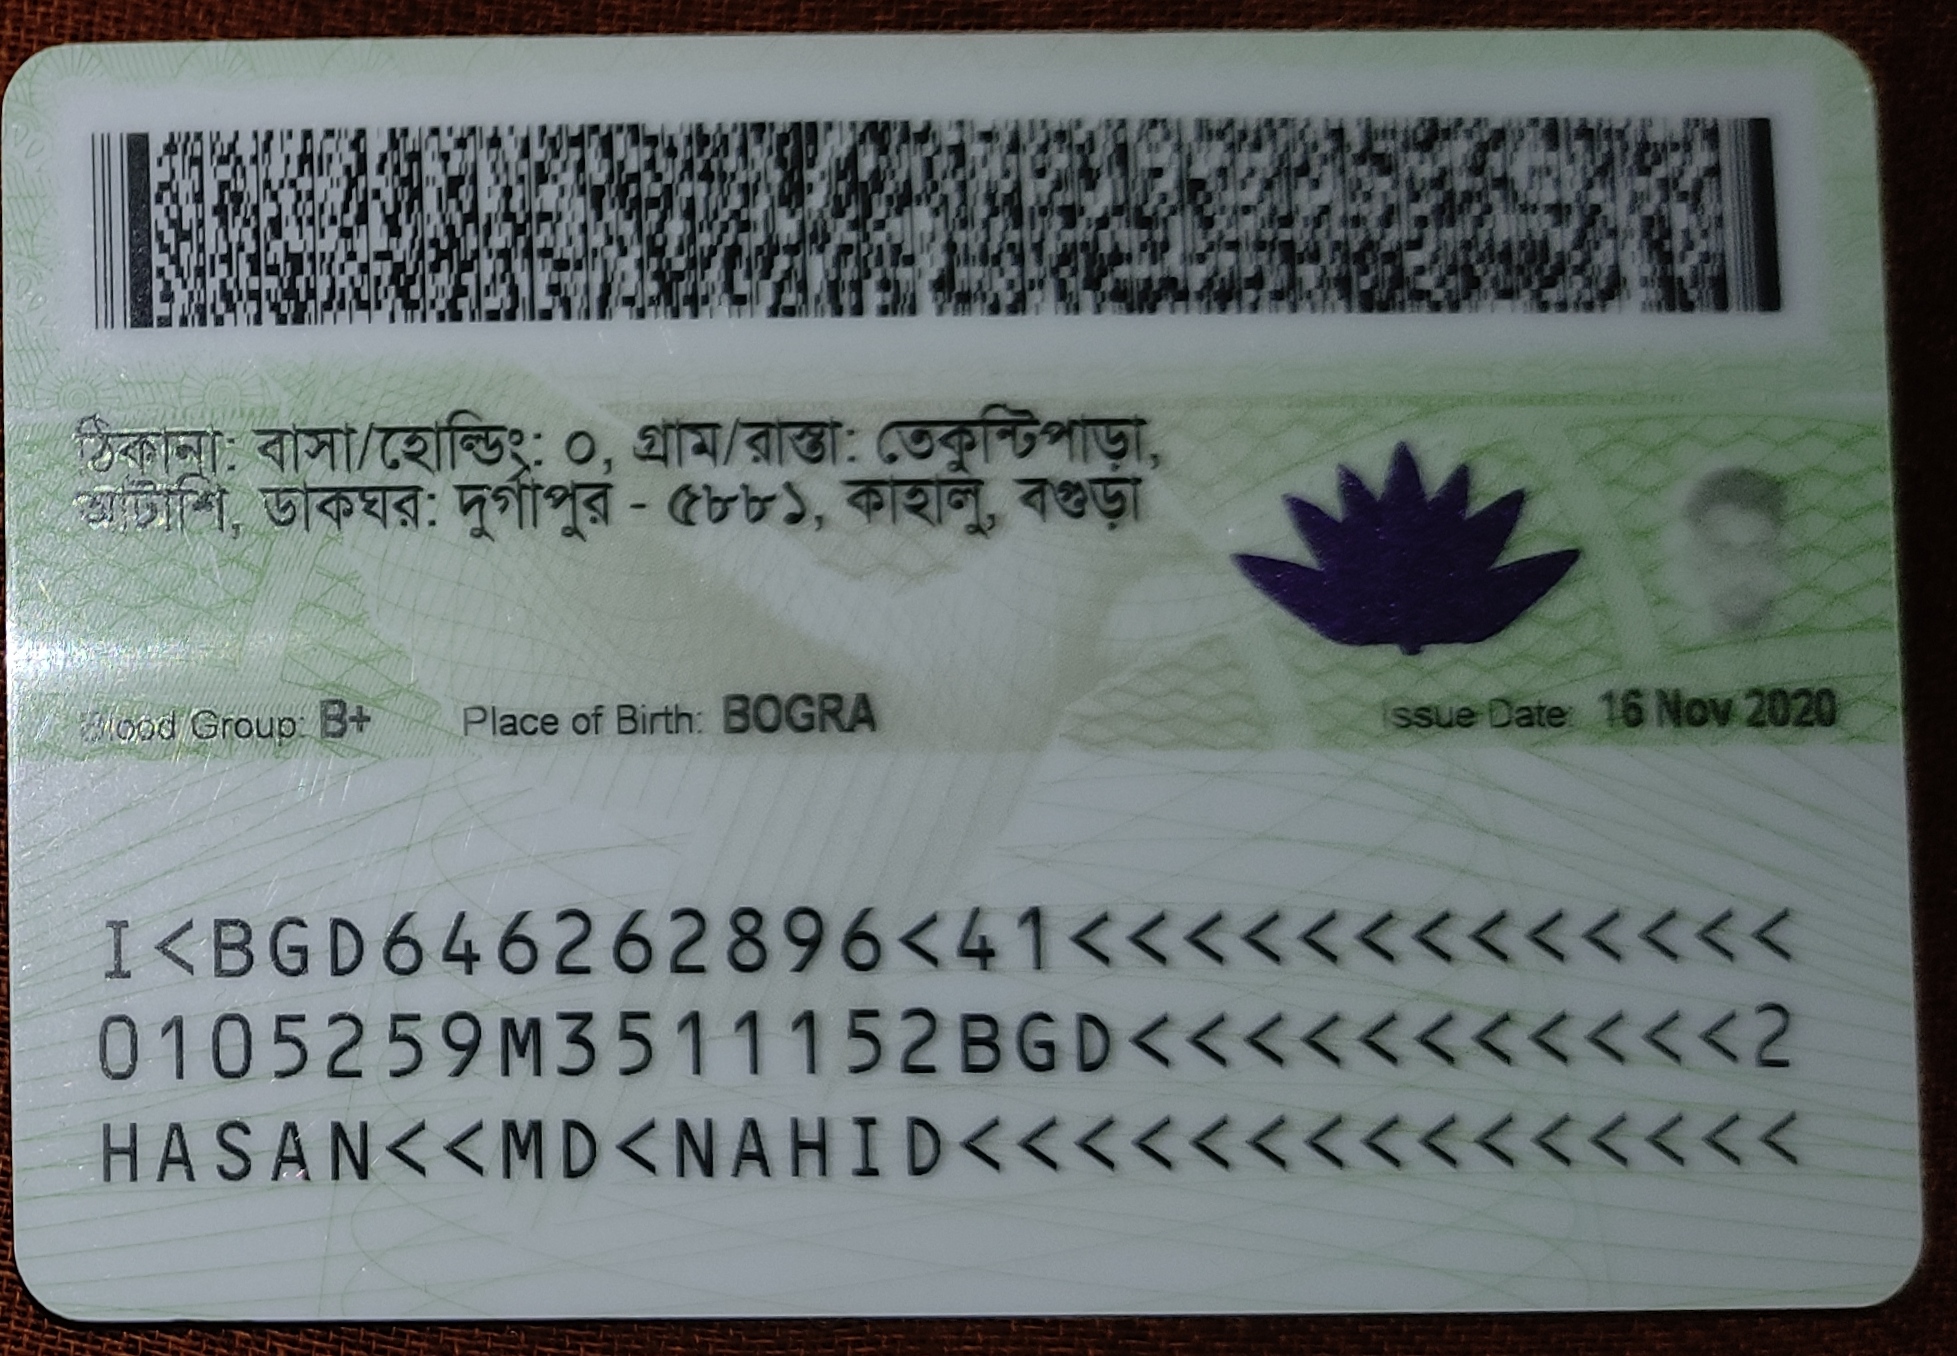 ঠিকানা: বাসা/হোল্ডিং: ০, গ্রাম/রাস্তা: তেকুন্টিপাড়া,
আটাশি, ডাকঘর: দুর্গাপুর - ৫৮৮১, কাহালু, বগুড়া
Blood Group: B+ Place of Birth: BOGRA Issue Date: 16 Nov 2020
I<BGD646262896<41<<<<<<<<<<<<<
0105259M3511152BGD<<<<<<<<<<<2
HASAN<<MD<NAHID<<<<<<<<<<<<<<<